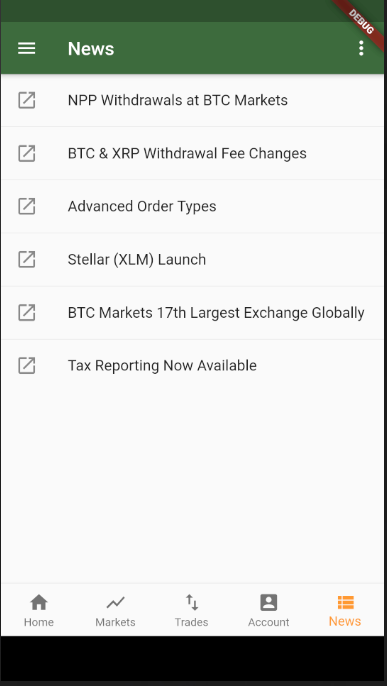 DEBUG
News
NPP Withdrawals at BTC Markets
BTC & XRP Withdrawal Fee Changes
Advanced Order Types
Stellar (XLM) Launch
BTC Markets 17th Largest Exchange Globally
Tax Reporting Now Available
Home Markets Trades Account News